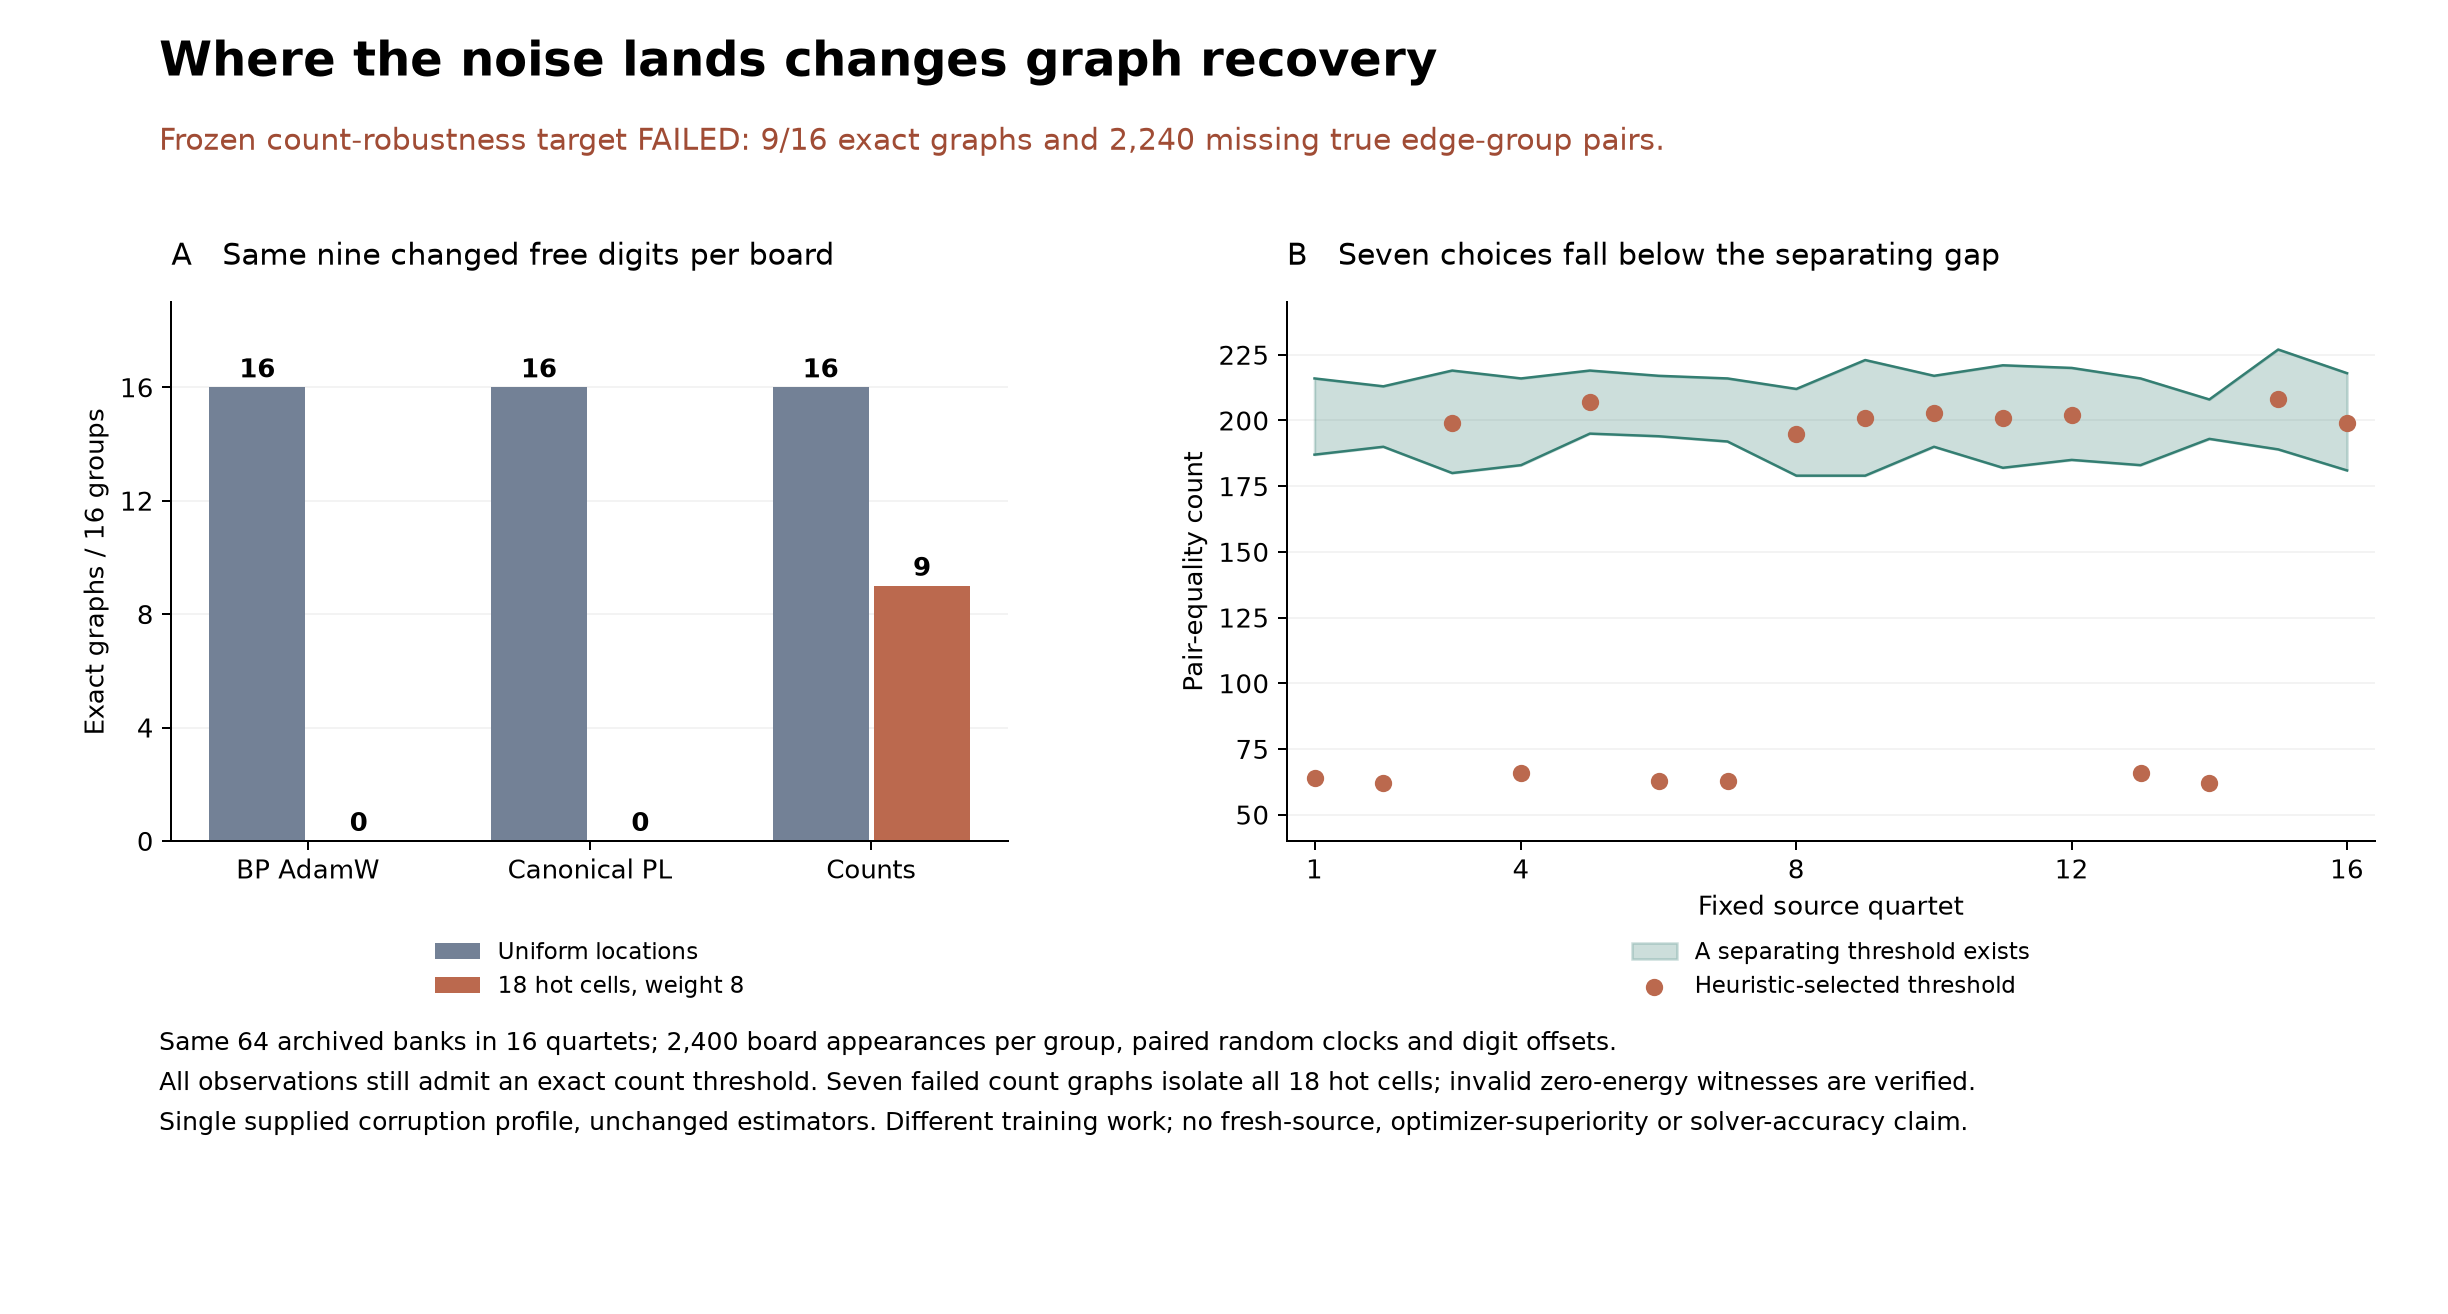 Where the noise lands changes graph recovery
Frozen count-robustness target FAILED: 9/16 exact graphs and 2,240 missing true edge-group pairs.
A Same nine changed free digits per board
Exact graphs / 16 groups
16
12
8
4
0
16
0
16
0
16
9
BP AdamW
Canonical PL
Counts
Uniform locations
18 hot cells, weight 8
B Seven choices fall below the separating gap
Pair-equality count
225
200
175
150
125
100
75
50
1
4
8
12
16
Fixed source quartet
A separating threshold exists
Heuristic-selected threshold
Same 64 archived banks in 16 quartets; 2,400 board appearances per group, paired random clocks and digit offsets.
All observations still admit an exact count threshold. Seven failed count graphs isolate all 18 hot cells; invalid zero-energy witnesses are verified.
Single supplied corruption profile, unchanged estimators. Different training work; no fresh-source, optimizer-superiority or solver-accuracy claim.